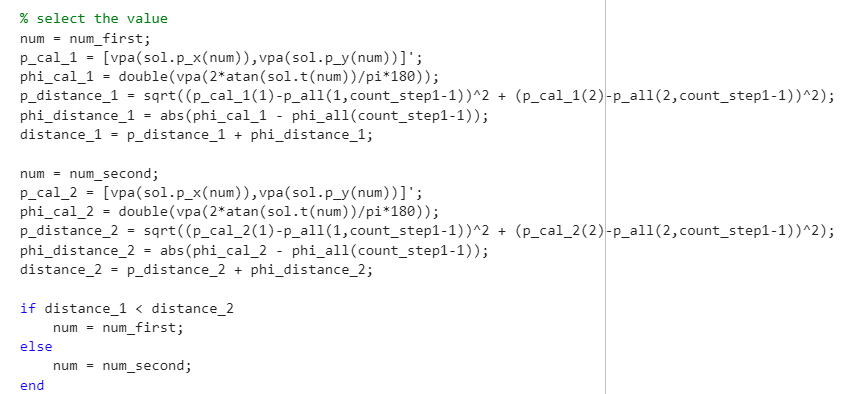 % select the value
num = num_first;
p_cal_1 = [vpa(sol.p_x(num)),vpa(sol.p_y(num))]';
phi_cal_1 = double(vpa(2*atan(sol.t(num))/pi*180));
p_distance_1 = sqrt((p_cal_1(1)-p_all(1,count_step1-1))^2 + (p_cal_1(2)-p_all(2,count_step1-1))^2);
phi_distance_1 = abs(phi_cal_1 - phi_all(count_step1-1));
distance_1 = p_distance_1 + phi_distance_1;

num = num_second;
p_cal_2 = [vpa(sol.p_x(num)),vpa(sol.p_y(num))]';
phi_cal_2 = double(vpa(2*atan(sol.t(num))/pi*180));
p_distance_2 = sqrt((p_cal_2(1)-p_all(1,count_step1-1))^2 + (p_cal_2(2)-p_all(2,count_step1-1))^2);
phi_distance_2 = abs(phi_cal_2 - phi_all(count_step1-1));
distance_2 = p_distance_2 + phi_distance_2;

if distance_1 < distance_2
    num = num_first;
else
    num = num_second;
end